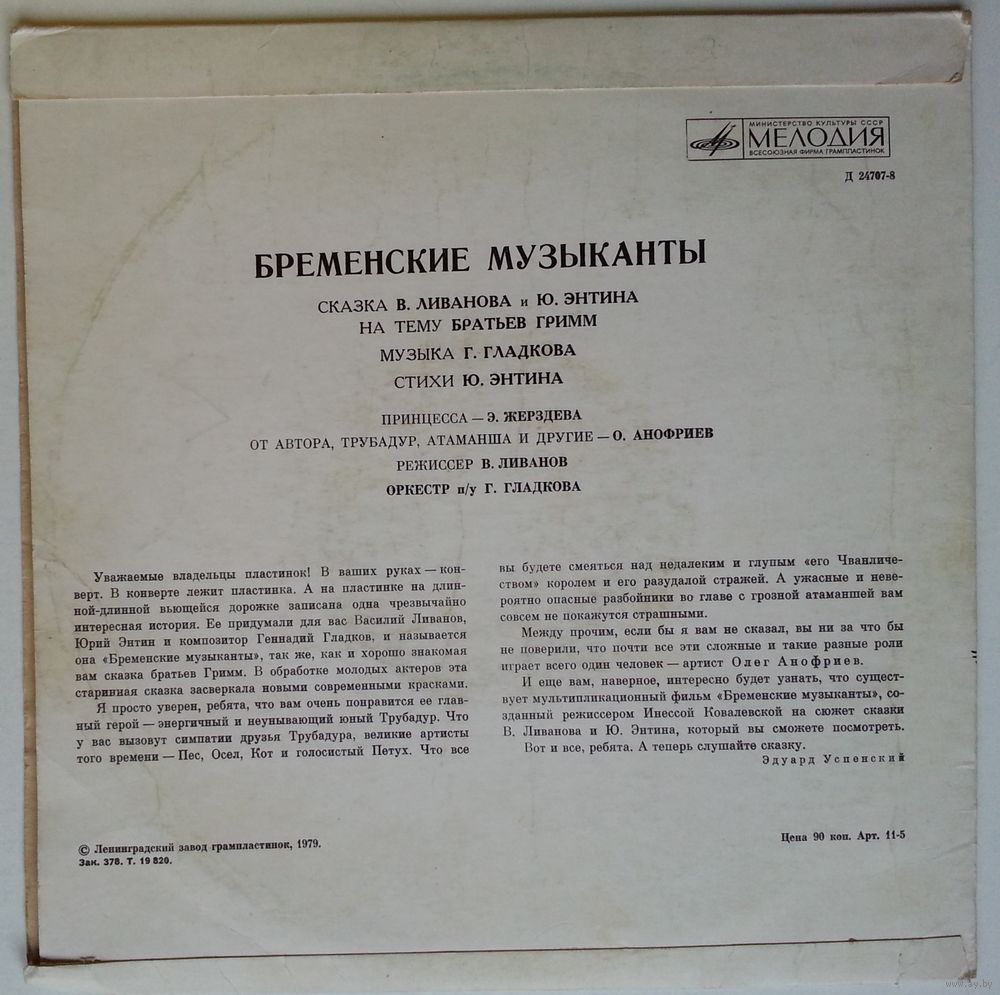 МИНИСТЕРСТВО КУЛЬТУРЫ СССР
МЕЛОДИЯ
ВСЕСОЮЗНАЯ ФИРМА ГРАМПЛАСТИНОК
Д 24707-8
БРЕМЕНСКИЕ МУЗЫКАНТЫ
СКАЗКА В. ЛИВАНОВА и Ю. ЭНТИНА
НА ТЕМУ БРАТЬЕВ ГРИММ
МУЗЫКА Г. ГЛАДКОВА
СТИХИ Ю. ЭНТИНА
ПРИНЦЕССА — Э. ЖЕРЗДЕВА
ОТ АВТОРА, ТРУБАДУР, АТАМАНША И ДРУГИЕ — О. АНОФРИЕВ
РЕЖИССЕР В. ЛИВАНОВ
ОРКЕСТР п/у Г. ГЛАДКОВА
Уважаемые владельцы пластинок! В ваших руках — кон-
верт. В конверте лежит пластинка. А на пластинке на длин-
ной-длинной вьющейся дорожке записана одна чрезвычайно
интересная история. Ее придумали для вас Василий Ливанов,
Юрий Энтин и композитор Геннадий Гладков, и называется
она «Бременские музыканты», так же, как и хорошо знакомая
вам сказка братьев Гримм. В обработке молодых актеров эта
старинная сказка засверкала новыми современными красками.
Я просто уверен, ребята, что вам очень понравится ее глав-
ный герой — энергичный и неунывающий юный Трубадур. Что
у вас вызовут симпатии друзья Трубадура, великие артисты
того времени — Пес, Осел, Кот и голосистый Петух. Что все
вы будете смеяться над недалеким и глупым «его Чванличе-
ством» королем и его разудалой стражей. А ужасные и неве-
роятно опасные разбойники во главе с грозной атаманшей вам
совсем не покажутся страшными.
Между прочим, если бы я вам не сказал, вы ни за что бы
не поверили, что почти все эти сложные и такие разные роли
играет всего один человек — артист Олег Анофриев.
И еще вам, наверное, интересно будет узнать, что сущест-
вует мультипликационный фильм «Бременские музыканты», со-
зданный режиссером Инессой Ковалевской на сюжет сказки
В. Ливанова и Ю. Энтина, который вы сможете посмотреть.
Вот и все, ребята. А теперь слушайте сказку.
Эдуард Успенский
© Ленинградский завод грампластинок, 1979.
Зак. 378. Т. 19 820.
Цена 90 коп. Арт. 11-5
www.ay.by